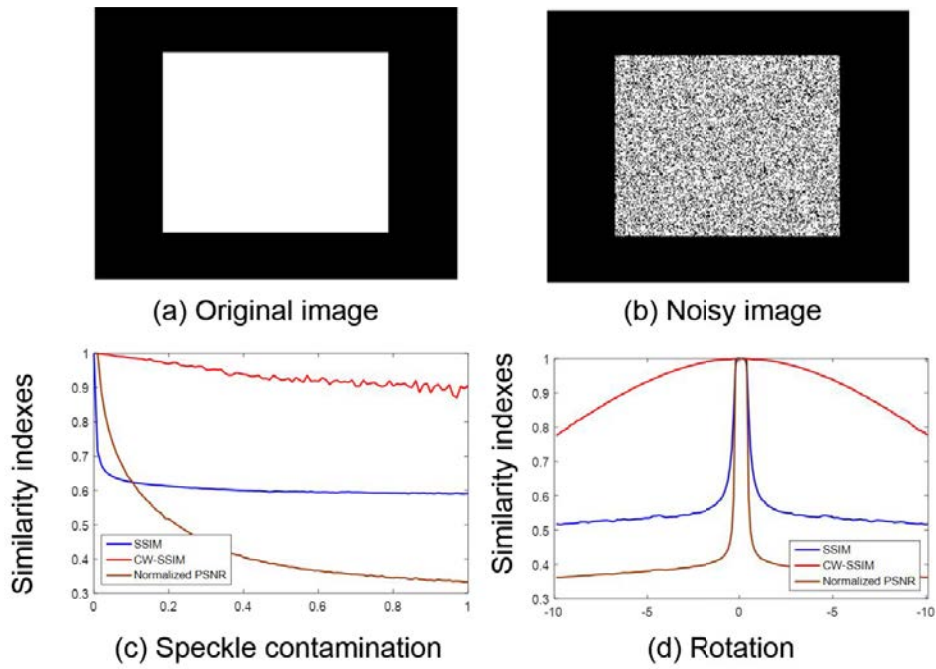 (a) Original image
(b) Noisy image
Similarity indexes
1
0.9
0.8
0.7
0.6
0.5
0.4
0.3
SSIM
CW-SSIM
Normalized PSNR
0
0.2
0.4
0.6
0.8
1
(c) Speckle contamination
Similarity indexes
1
0.9
0.8
0.7
0.6
0.5
0.4
0.3
SSIM
CW-SSIM
Normalized PSNR
-10
-5
0
-5
-10
(d) Rotation